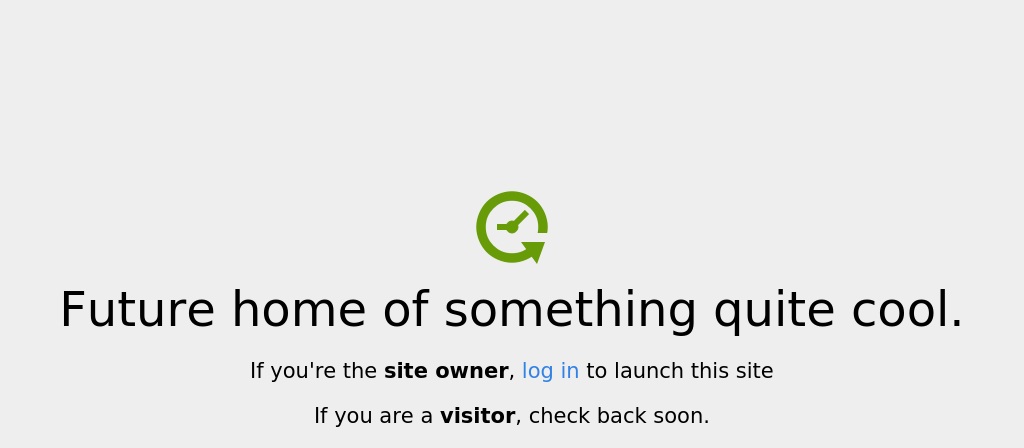 Future home of something quite cool.
If you're the site owner, log in to launch this site
If you are a visitor, check back soon.